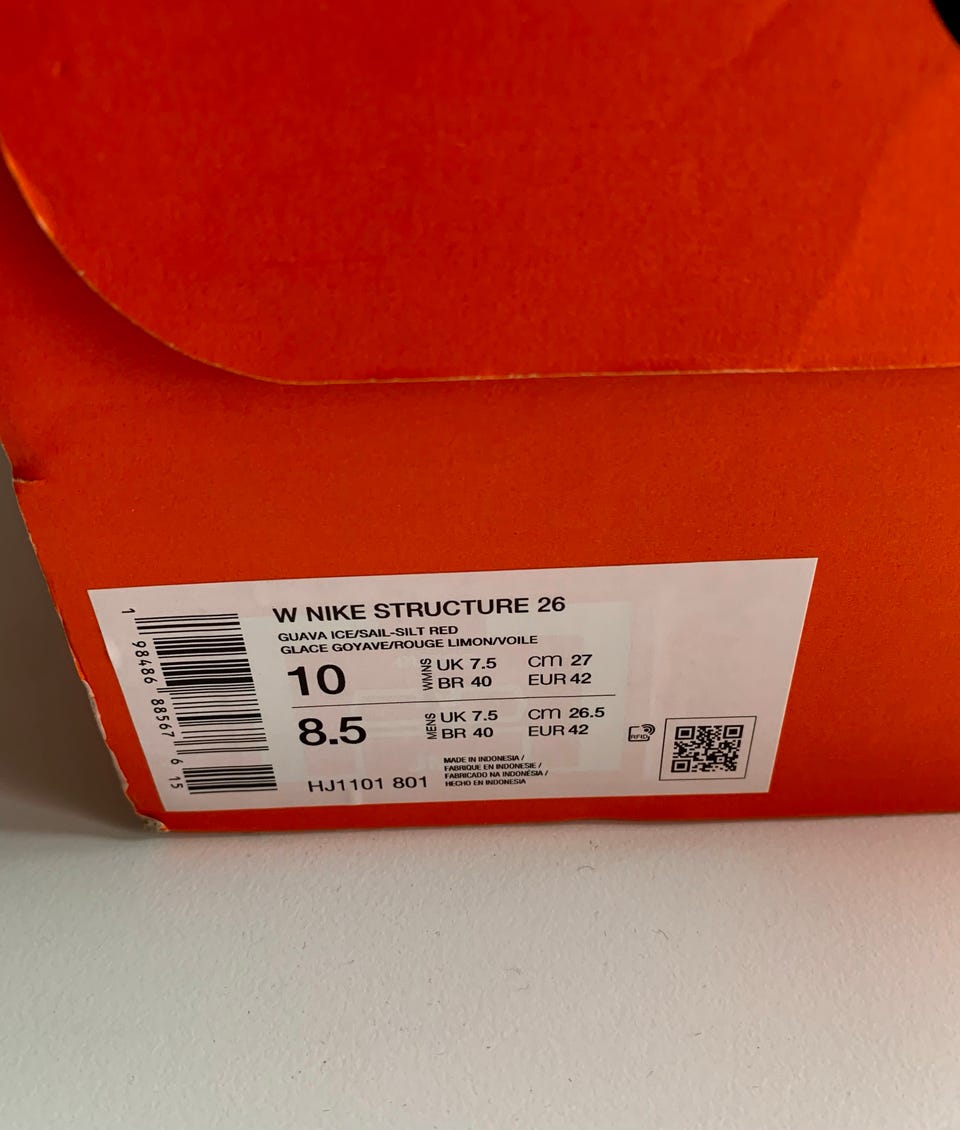 W NIKE STRUCTURE 26
GUAVA ICE/SAIL-SILT RED
GLACE GOYAVE/ROUGE LIMON/VOILE
10 WMNS UK 7.5 cm 27
BR 40 EUR 42
8.5 MENS UK 7.5 cm 26.5
BR 40 EUR 42
RFID
HJ1101 801
MADE IN INDONESIA /
FABRIQUE EN INDONESIE /
FABRICADO NA INDONÉSIA /
HECHO EN INDONESIA
1 98486 88567 6 15